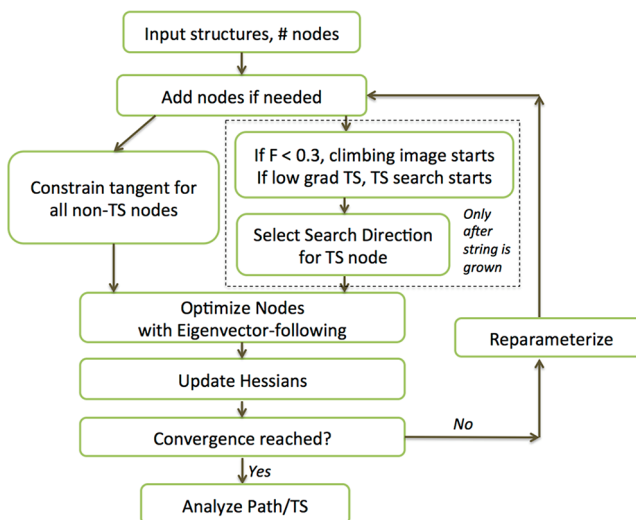 Input structures, # nodes
Add nodes if needed
Constrain tangent for
all non-TS nodes
If F < 0.3, climbing image starts
If low grad TS, TS search starts
Select Search Direction
for TS node
Only
after
string is
grown
Optimize Nodes
with Eigenvector-following
Update Hessians
Reparameterize
Convergence reached?
No
Yes
Analyze Path/TS